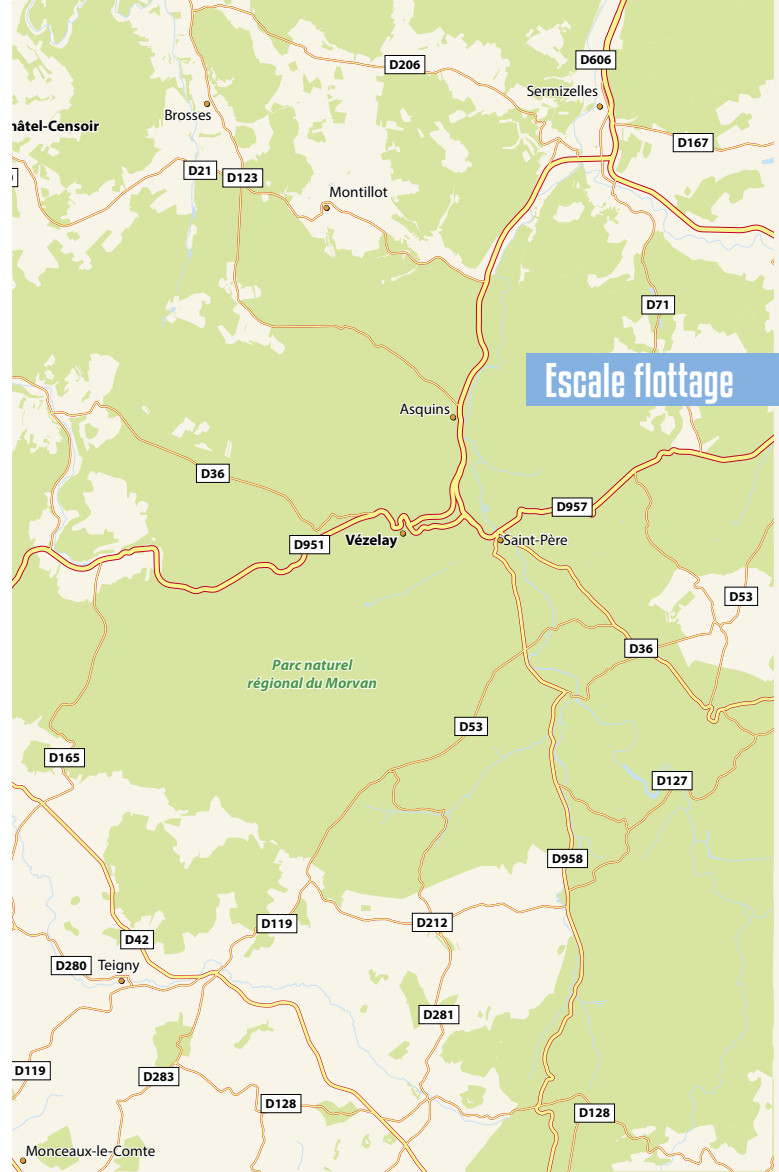 D206
D606
Sermizelles
Brosses
hâtel-Censoir
D167
D21
D123
Montillot
D71
Escale flottage
Asquins
D36
D957
D951
Vézelay
Saint-Père
D53
D36
Parc naturel
régional du Morvan
D53
D165
D127
D958
D119
D212
D42
D280
Teigny
D281
D119
D283
D128
D128
Monceaux-le-Comte